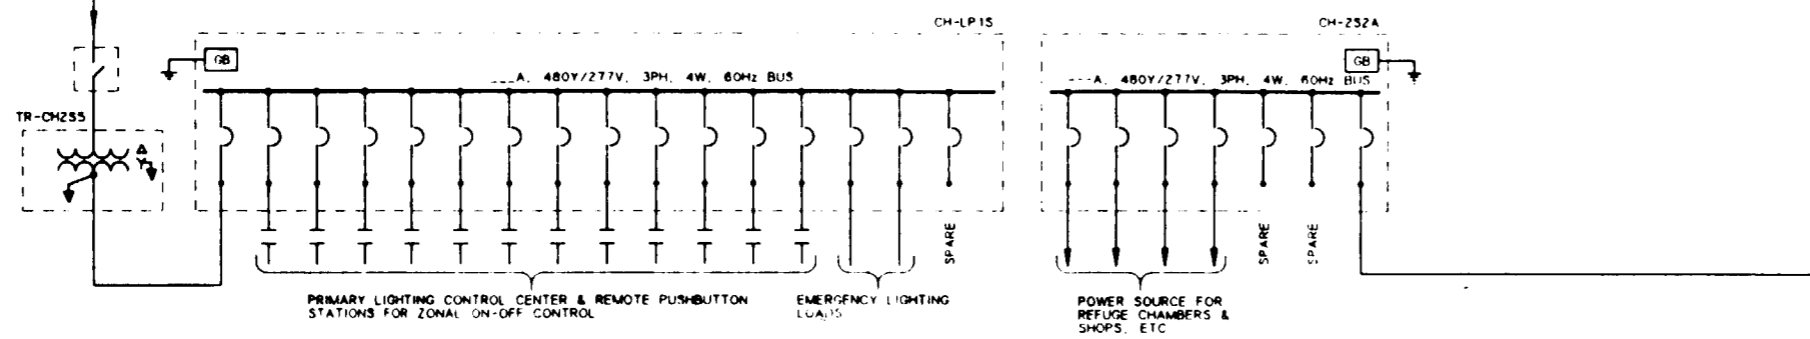 CH-LP1S
CH-2S2A
GB
GB
___A, 480Y/277V, 3PH, 4W, 60Hz BUS
---A, 480Y/277V, 3PH, 4W, 60Hz BUS
TR-CH2S5
SPARE
SPARE
SPARE
PRIMARY LIGHTING CONTROL CENTER & REMOTE PUSHBUTTON
STATIONS FOR ZONAL ON-OFF CONTROL
EMERGENCY LIGHTING
LOADS
POWER SOURCE FOR
REFUGE CHAMBERS &
SHOPS, ETC